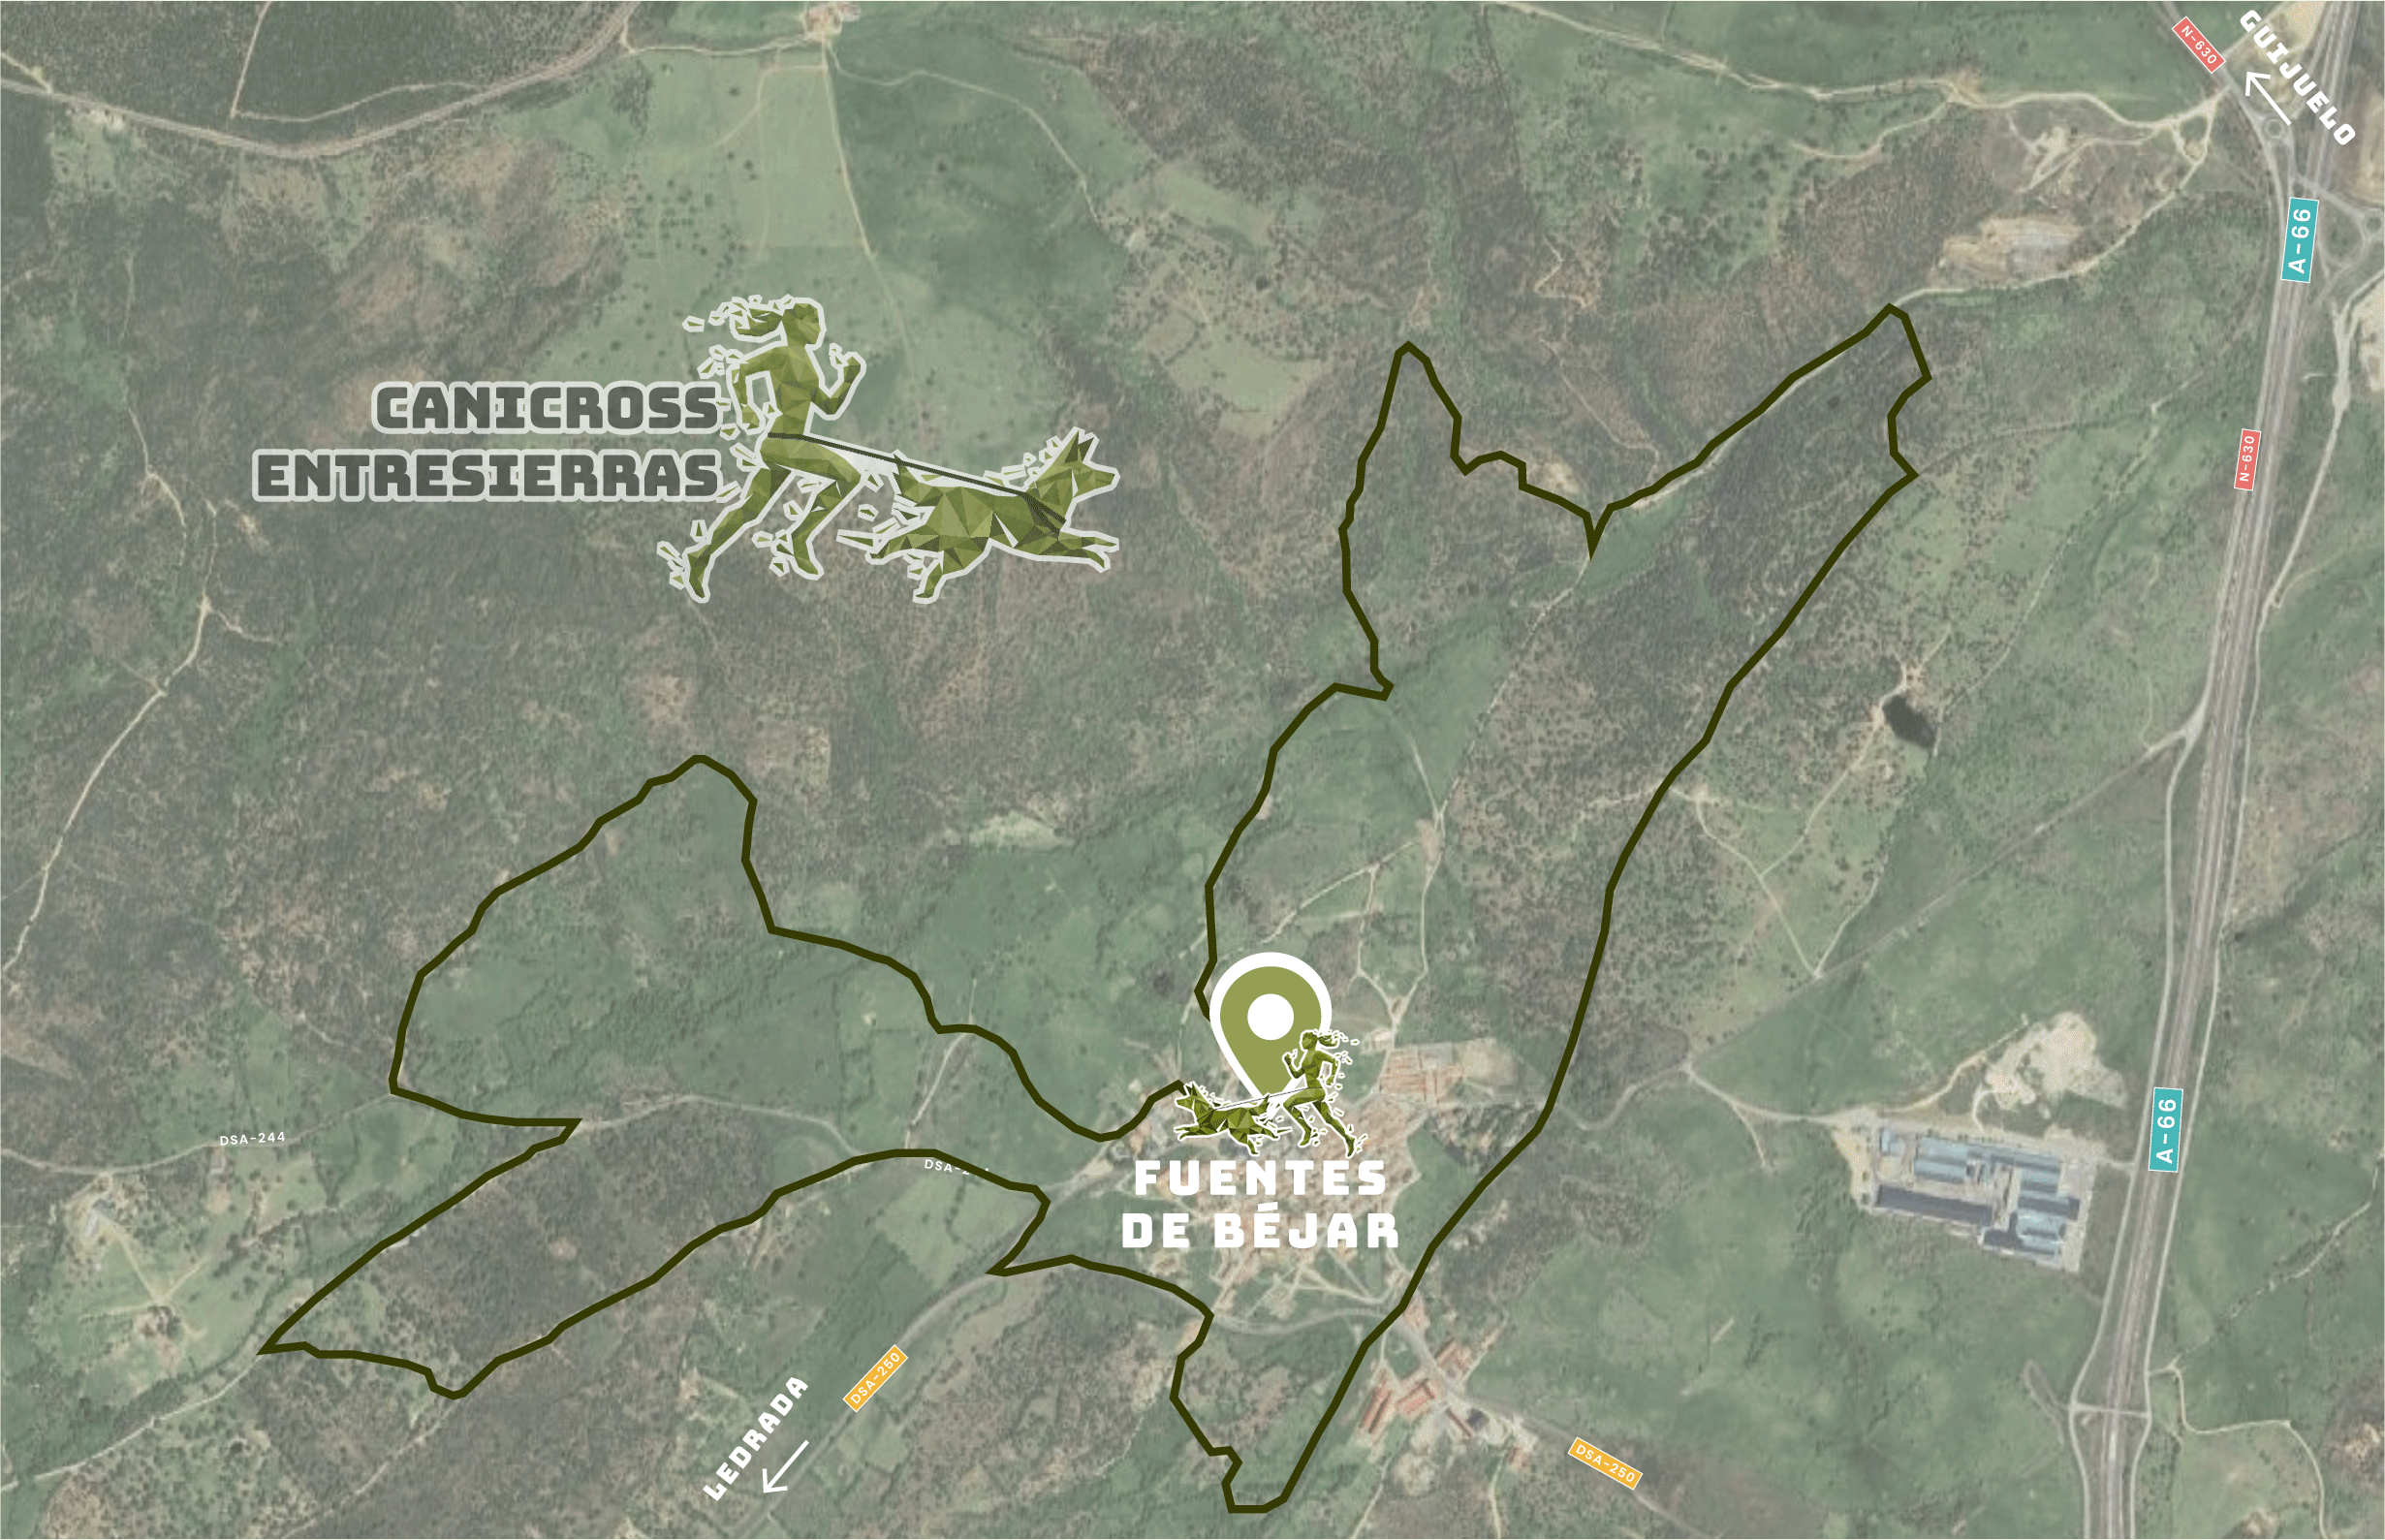 N-630
GUIJUELO
A-66
CANICROSS
ENTRESIERRAS
N-630
A-66
DSA-244
DSA-2
FUENTES
DE BÉJAR
DSA-250
LEDRADA
DSA-250